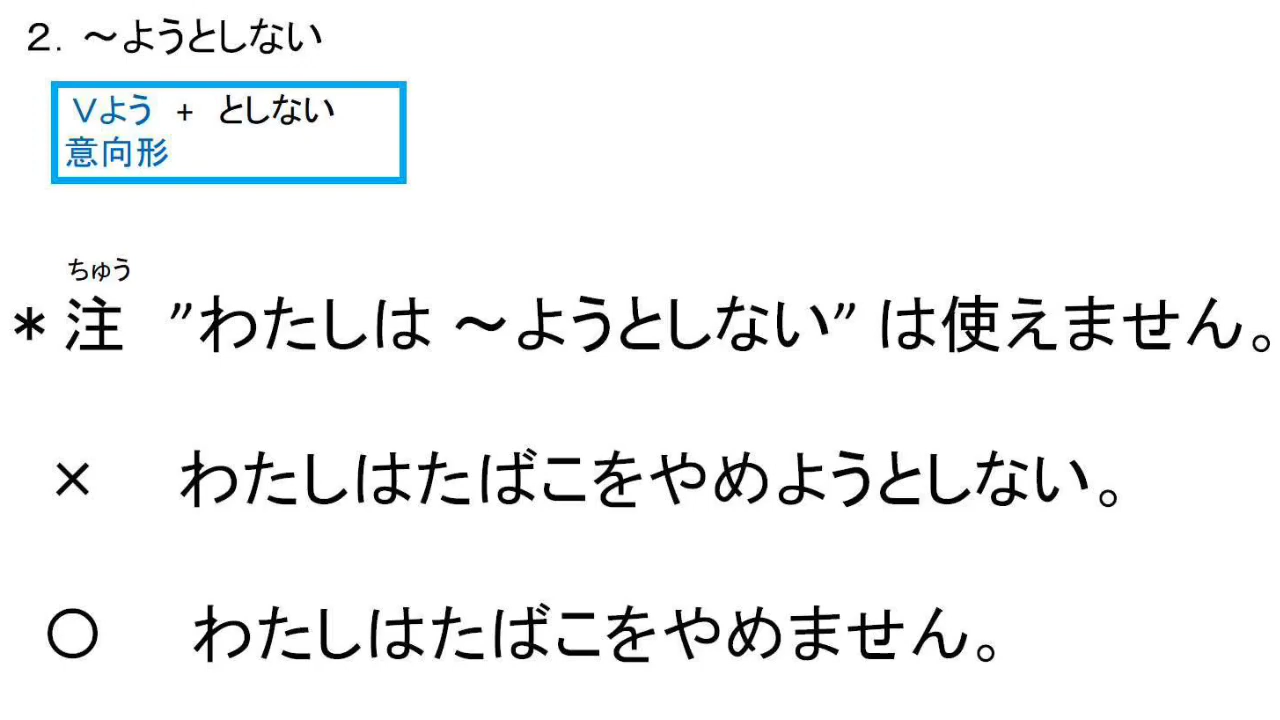 ２．～ようとしない
Ｖよう + としない
意向形
ちゅう
＊注 ”わたしは ～ようとしない” は使えません。
× わたしはたばこをやめようとしない。
○ わたしはたばこをやめません。